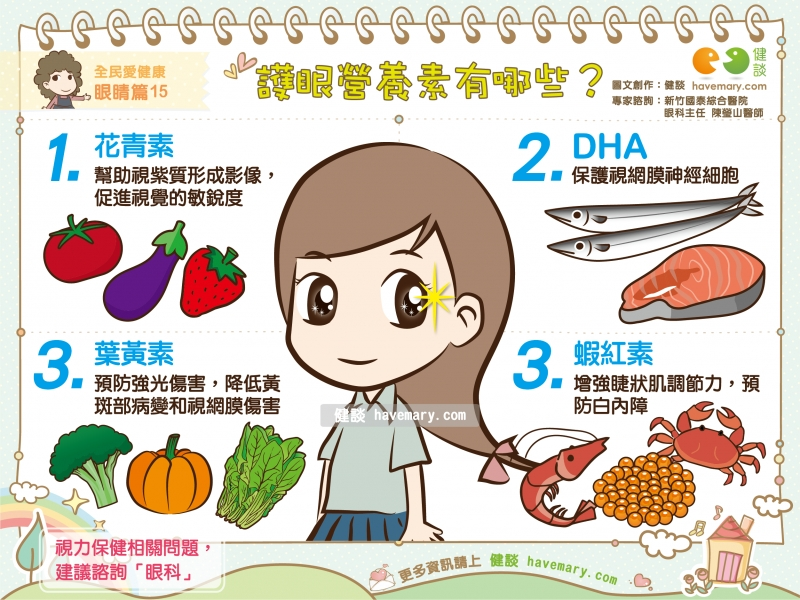 全民愛健康
眼睛篇15
護眼營養素有哪些?
健談
圖文創作:健談 havemary.com
專家諮詢:新竹國泰綜合醫院
眼科主任 陳瑩山醫師
1. 花青素
幫助視紫質形成影像,
促進視覺的敏銳度
2. DHA
保護視網膜神經細胞
3. 葉黃素
預防強光傷害,降低黃
斑部病變和視網膜傷害
3. 蝦紅素
增強睫狀肌調節力,預
防白內障
健談 havemary.com
視力保健相關問題,
建議諮詢「眼科」
更多資訊請上 健談 havemary.com